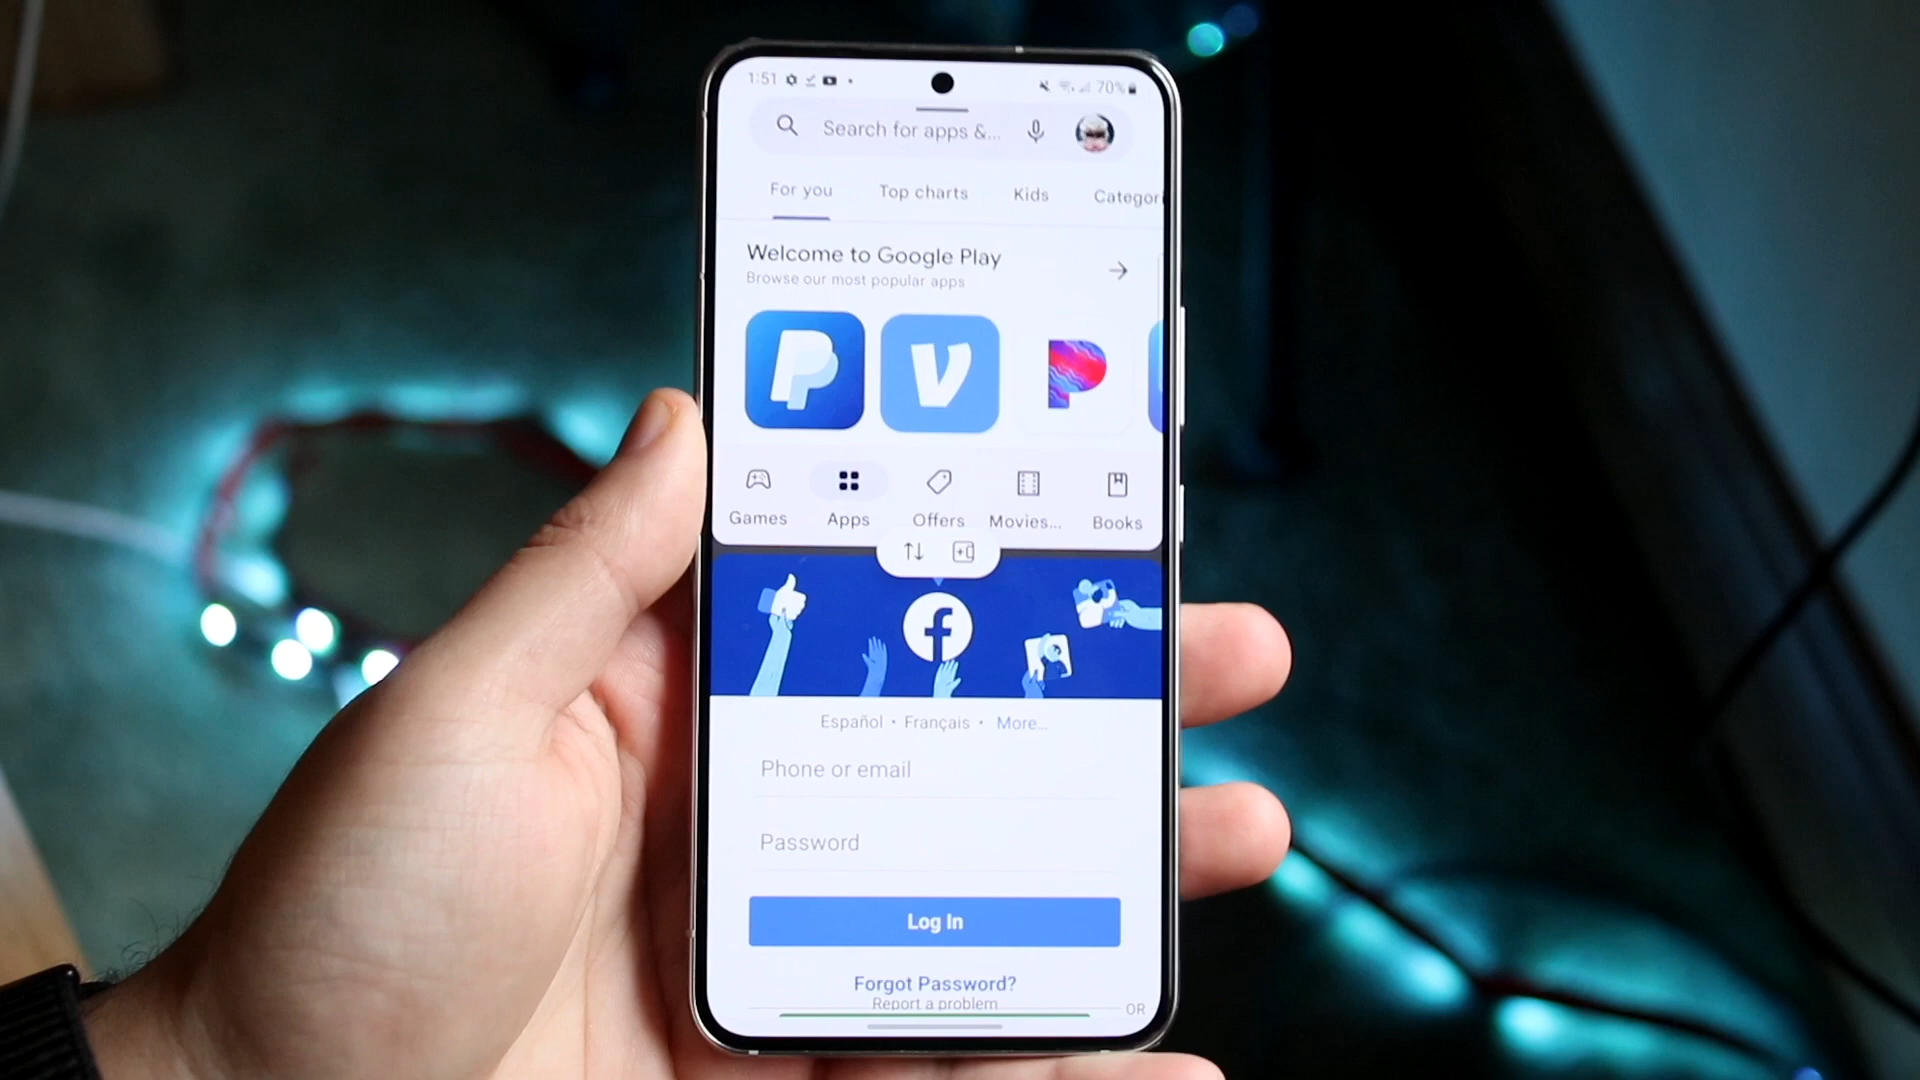 1:51 70%
Search for apps &...
For you Top charts Kids Categori
Welcome to Google Play
Browse our most popular apps
Games Apps Offers Movies... Books
Español • Français • More...
Phone or email
Password
Log In
Forgot Password?
Report a problem
OR